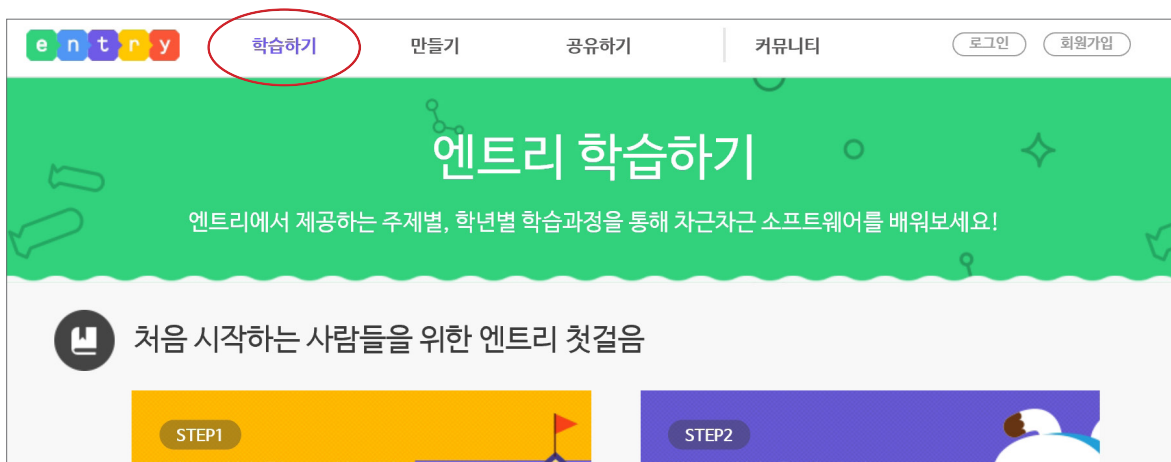 entry 학습하기 만들기 공유하기 커뮤니티 로그인 회원가입
엔트리 학습하기
엔트리에서 제공하는 주제별, 학년별 학습과정을 통해 차근차근 소프트웨어를 배워보세요!
처음 시작하는 사람들을 위한 엔트리 첫걸음
STEP1 STEP2